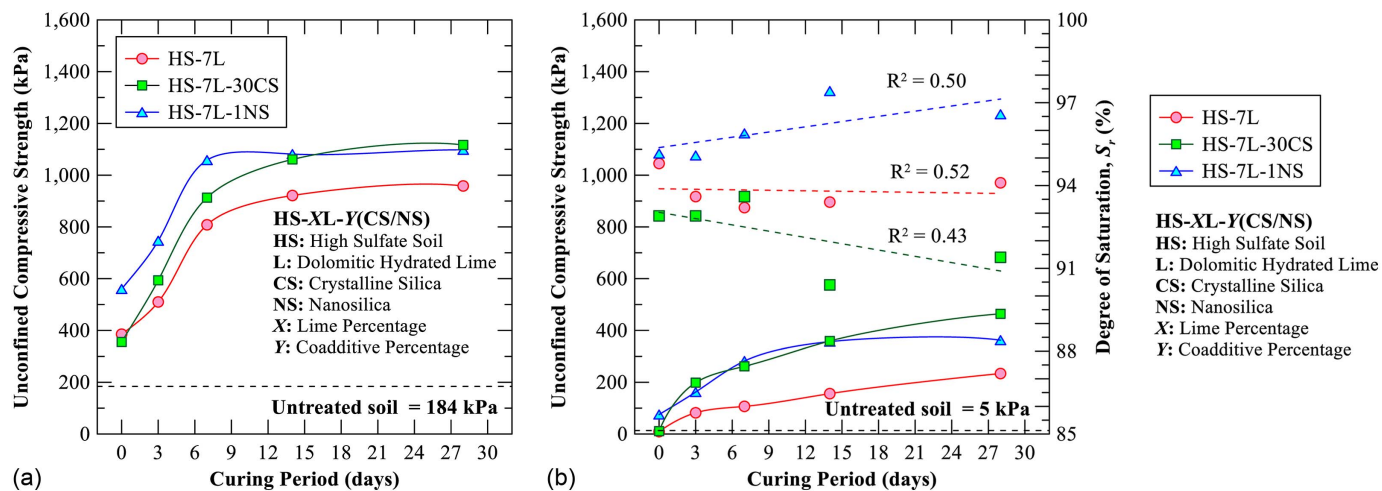 1,600
1,400
1,200
1,000
800
600
400
200
0
Unconfined Compressive Strength (kPa)
HS-7L
HS-7L-30CS
HS-7L-1NS
HS-XL-Y(CS/NS)
HS: High Sulfate Soil
L: Dolomitic Hydrated Lime
CS: Crystalline Silica
NS: Nanosilica
X: Lime Percentage
Y: Coadditive Percentage
Untreated soil = 184 kPa
0 3 6 9 12 15 18 21 24 27 30
Curing Period (days)
(a)
1,600
1,400
1,200
1,000
800
600
400
200
0
Unconfined Compressive Strength (kPa)
R² = 0.50
R² = 0.52
R² = 0.43
Untreated soil = 5 kPa
0 3 6 9 12 15 18 21 24 27 30
Curing Period (days)
(b)
100
97
94
91
88
85
Degree of Saturation, Sr (%)
HS-7L
HS-7L-30CS
HS-7L-1NS
HS-XL-Y(CS/NS)
HS: High Sulfate Soil
L: Dolomitic Hydrated Lime
CS: Crystalline Silica
NS: Nanosilica
X: Lime Percentage
Y: Coadditive Percentage